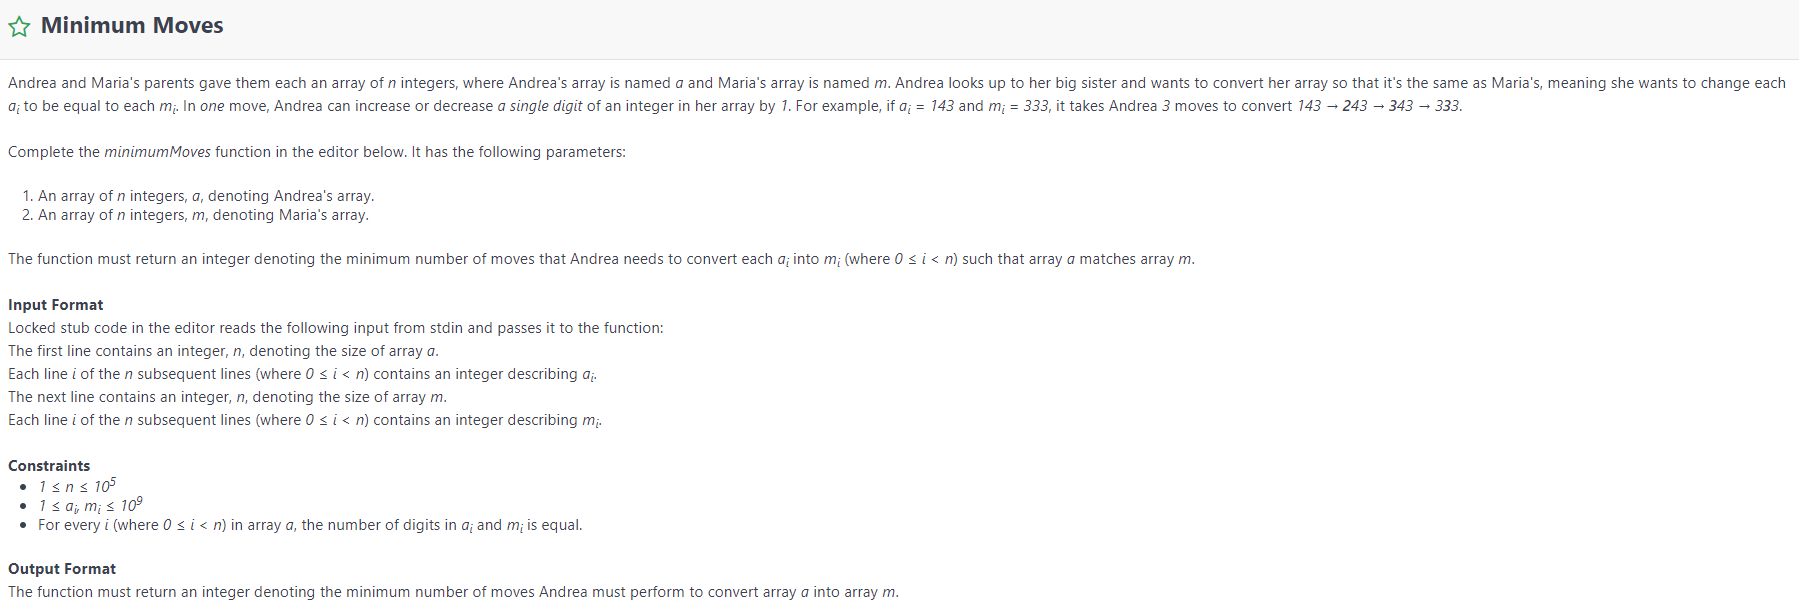 Minimum Moves
Andrea and Maria's parents gave them each an array of n integers, where Andrea's array is named a and Maria's array is named m. Andrea looks up to her big sister and wants to convert her array so that it's the same as Maria's, meaning she wants to change each
aᵢ to be equal to each mᵢ. In one move, Andrea can increase or decrease a single digit of an integer in her array by 1. For example, if aⱼ = 143 and mⱼ = 333, it takes Andrea 3 moves to convert 143 → 243 → 343 → 333.
Complete the minimumMoves function in the editor below. It has the following parameters:
1. An array of n integers, a, denoting Andrea's array.
2. An array of n integers, m, denoting Maria's array.
The function must return an integer denoting the minimum number of moves that Andrea needs to convert each aᵢ into mᵢ (where 0 ≤ i < n) such that array a matches array m.
Input Format
Locked stub code in the editor reads the following input from stdin and passes it to the function:
The first line contains an integer, n, denoting the size of array a.
Each line i of the n subsequent lines (where 0 ≤ i < n) contains an integer describing aᵢ.
The next line contains an integer, n, denoting the size of array m.
Each line i of the n subsequent lines (where 0 ≤ i < n) contains an integer describing mᵢ.
Constraints
• 1 ≤ n ≤ 10⁵
• 1 ≤ aᵢ, mᵢ ≤ 10⁹
• For every i (where 0 ≤ i < n) in array a, the number of digits in aᵢ and mᵢ is equal.
Output Format
The function must return an integer denoting the minimum number of moves Andrea must perform to convert array a into array m.